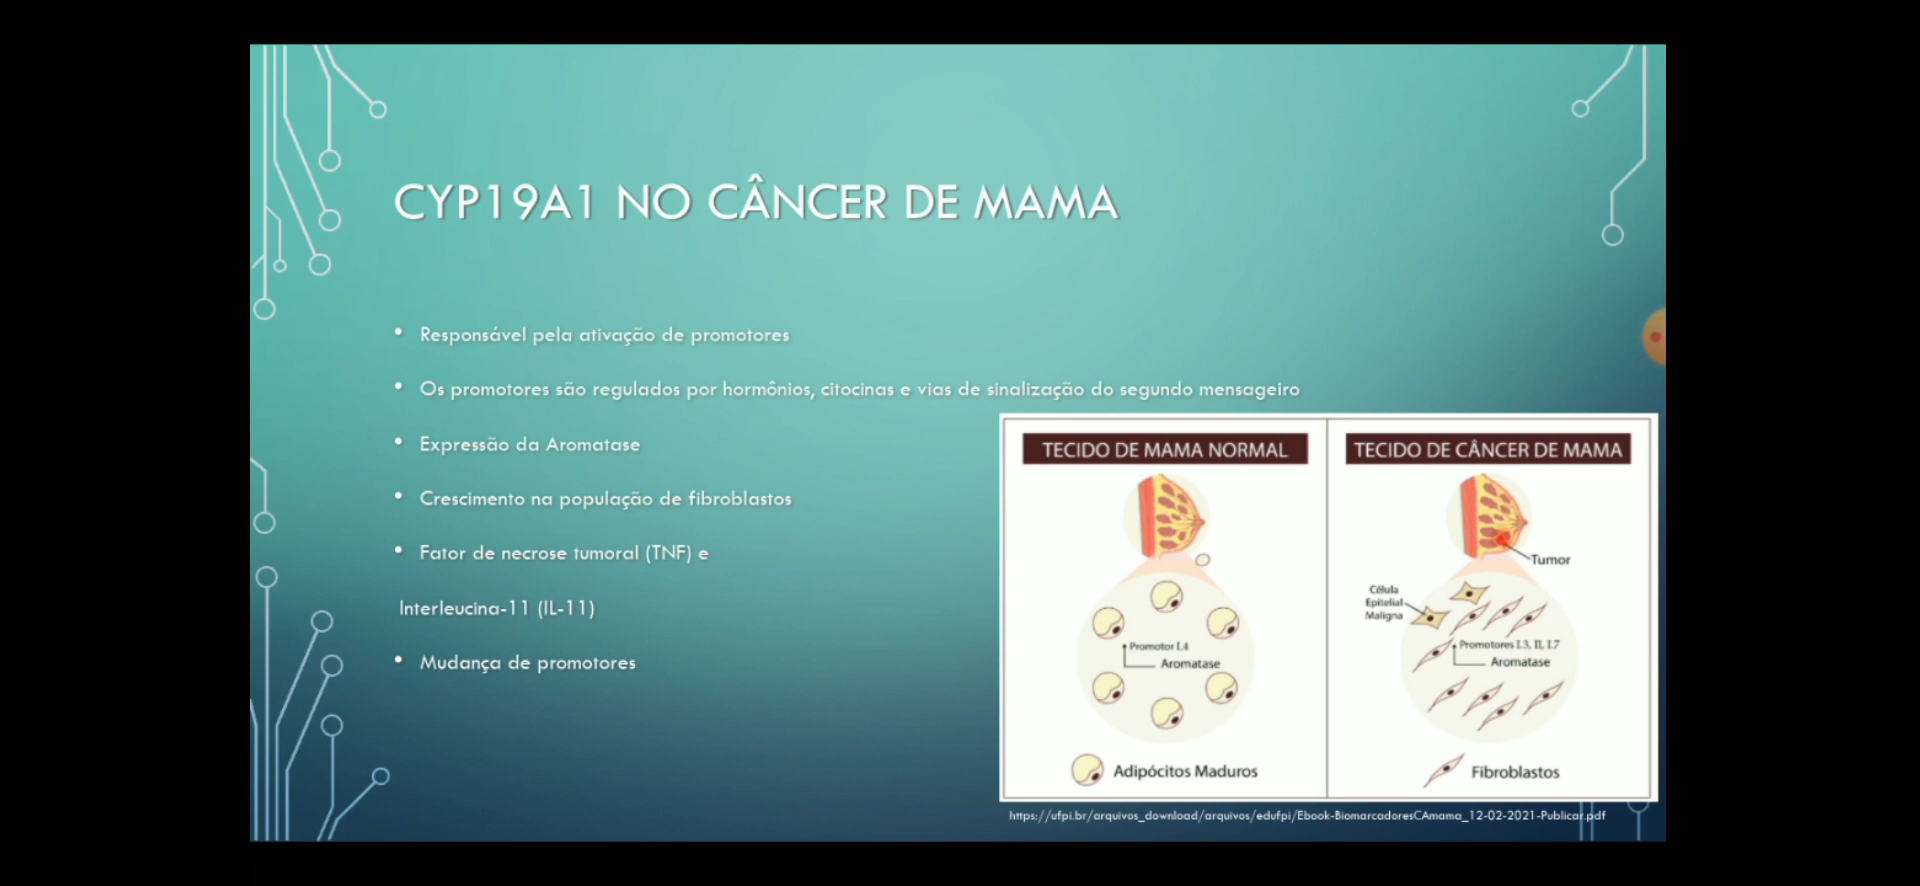 CYP19A1 NO CÂNCER DE MAMA
• Responsável pela ativação de promotores
• Os promotores são regulados por hormônios, citocinas e vias de sinalização do segundo mensageiro
• Expressão da Aromatase
• Crescimento na população de fibroblastos
• Fator de necrose tumoral (TNF) e
Interleucina-11 (IL-11)
• Mudança de promotores
TECIDO DE MAMA NORMAL
Promotor I.4
Aromatase
Adipócitos Maduros
TECIDO DE CÂNCER DE MAMA
Tumor
Célula
Epitelial
Maligna
Promotores I.3, II, I.7
Aromatase
Fibroblastos
https://ufpi.br/arquivos_download/arquivos/edufpi/Ebook-BiomarcadoresCAmama_12-02-2021-Publicar.pdf